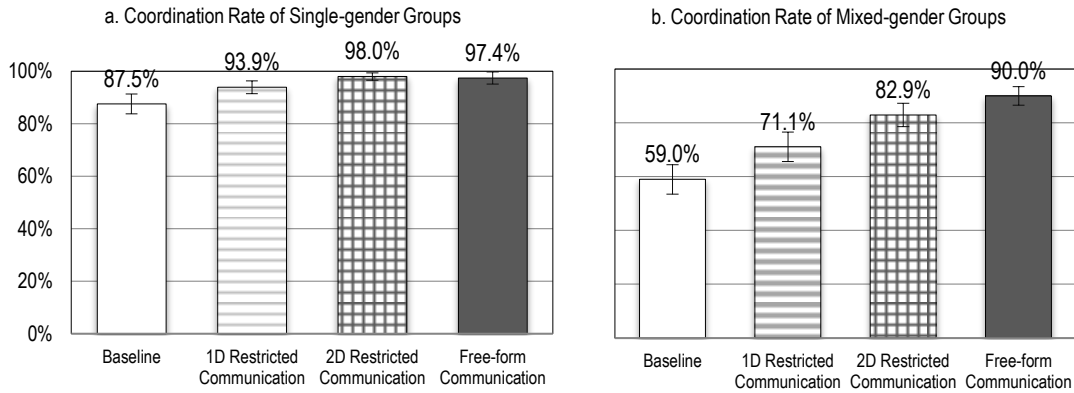 a. Coordination Rate of Single-gender Groups
87.5%
93.9%
98.0%
97.4%
100%
80%
60%
40%
20%
0%
Baseline
1D Restricted
Communication
2D Restricted
Communication
Free-form
Communication
b. Coordination Rate of Mixed-gender Groups
59.0%
71.1%
82.9%
90.0%
Baseline
1D Restricted
Communication
2D Restricted
Communication
Free-form
Communication